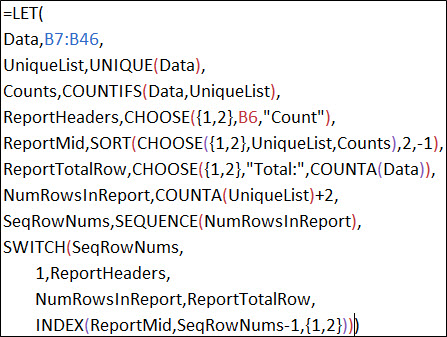 =LET(
Data,B7:B46,
UniqueList,UNIQUE(Data),
Counts,COUNTIFS(Data,UniqueList),
ReportHeaders,CHOOSE({1,2},B6,"Count"),
ReportMid,SORT(CHOOSE({1,2},UniqueList,Counts),2,-1),
ReportTotalRow,CHOOSE({1,2},"Total:",COUNTA(Data)),
NumRowsInReport,COUNTA(UniqueList)+2,
SeqRowNums,SEQUENCE(NumRowsInReport),
SWITCH(SeqRowNums,
1,ReportHeaders,
NumRowsInReport,ReportTotalRow,
INDEX(ReportMid,SeqRowNums-1,{1,2})))